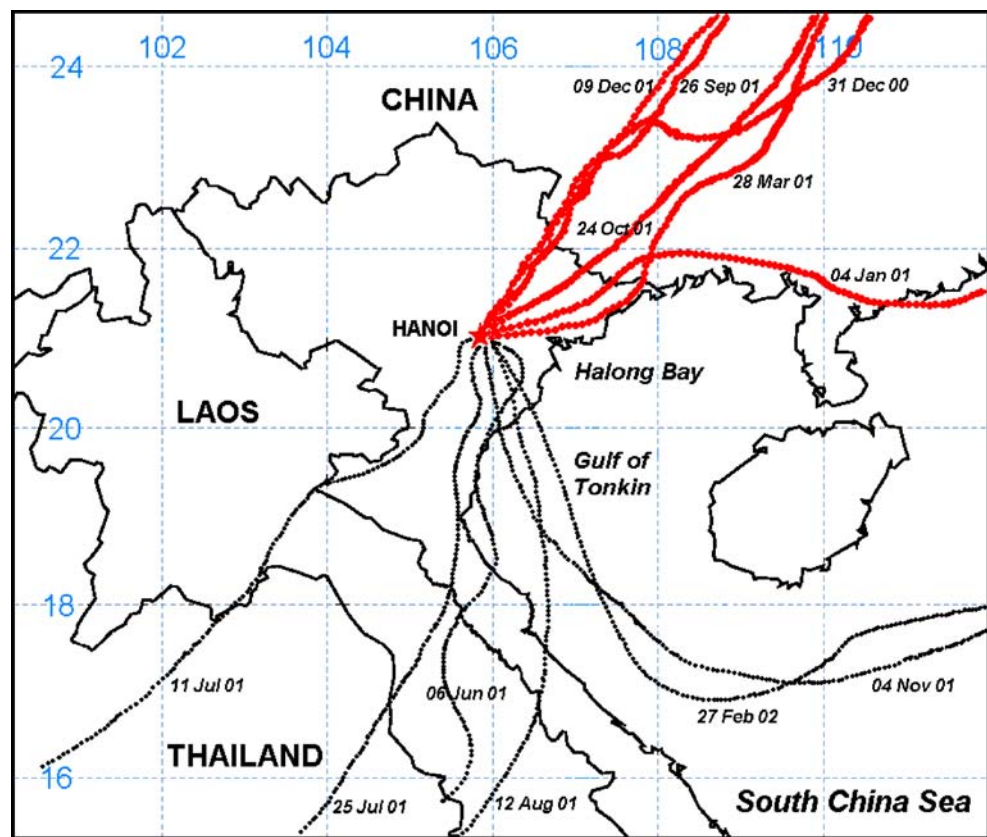 102
104
106
108
110
24
09 Dec 01
26 Sep 01
31 Dec 00
CHINA
28 Mar 01
22
24 Oct 01
04 Jan 01
HANOI
Halong Bay
LAOS
20
Gulf of
Tonkin
18
11 Jul 01
06 Jun 01
04 Nov 01
27 Feb 02
THAILAND
16
25 Jul 01
12 Aug 01
South China Sea